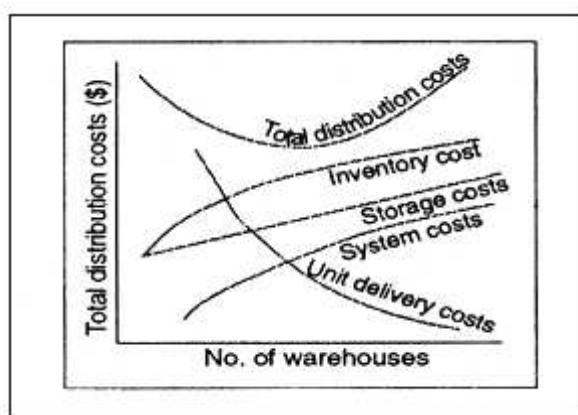 Total distribution costs ($)
Total distribution costs
Inventory cost
Storage costs
System costs
Unit delivery costs
No. of warehouses